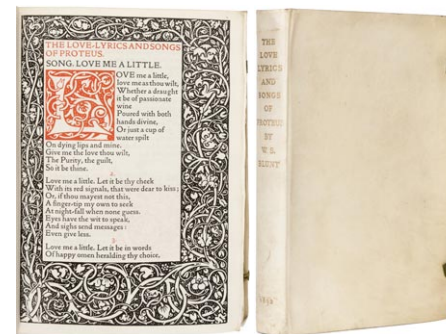 THE LOVE-LYRICS AND SONGS
OF PROTEUS.
SONG. LOVE ME A LITTLE.
LOVE me a little,
love me as thou wilt,
Whether a draught
it be of passionate
wine
Poured with both
hands divine,
Or just a cup of
water spilt
On dying lips and mine.
Give me the love thou wilt,
The Purity, the guilt,
So it be thine.
2
Love me a little. Let it be thy cheek
With its red signals, that were dear to kiss;
Or, if thou mayest not this,
A finger-tip my own to seek
At night-fall when none guess.
Eyes have the wit to speak,
And sighs send messages:
Even give less.
3
Love me a little. Let it be in words
Of happy omen heralding thy choice,
THE
LOVE
LYRICS
AND
SONGS
OF
PROTEUS
BY
W. S.
BLUNT